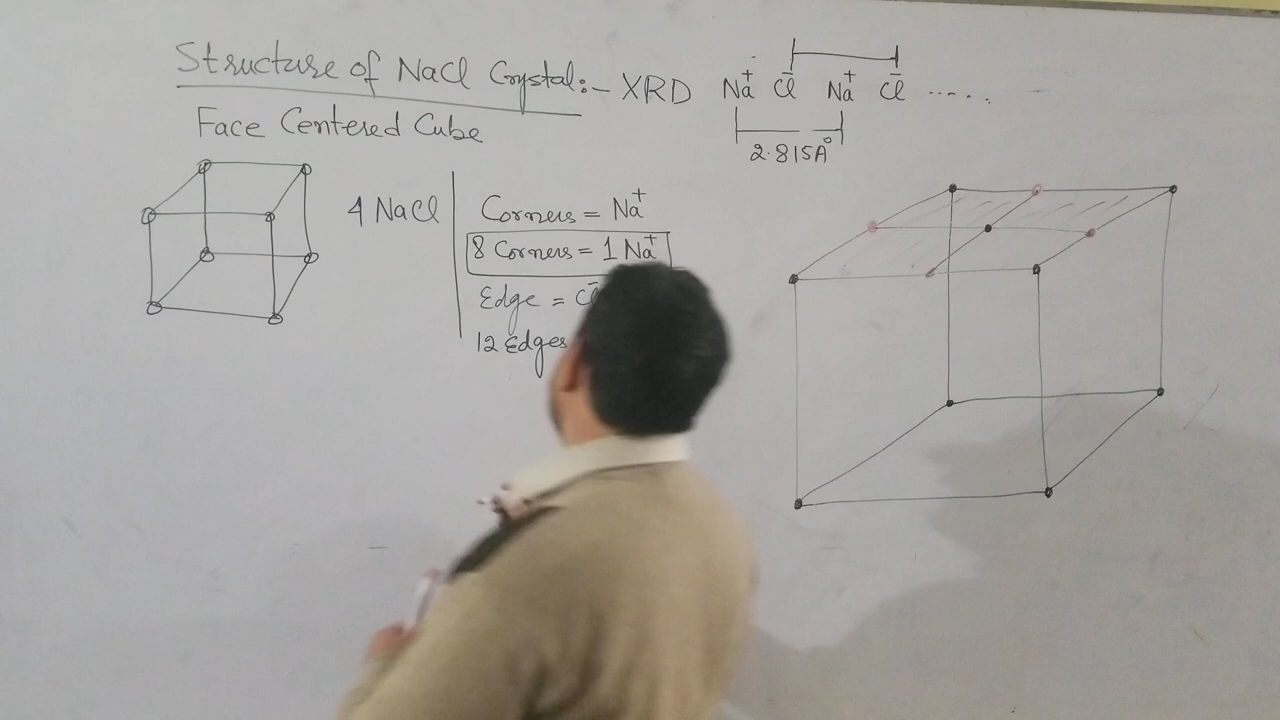 Structure of NaCl Crystal:- XRD Na⁺ Cl⁻ Na⁺ Cl⁻ .....
Face Centered Cube
2.815A°
4 NaCl
Corners = Na⁺
8 Corners = 1 Na⁺
Edge =
12 Edges